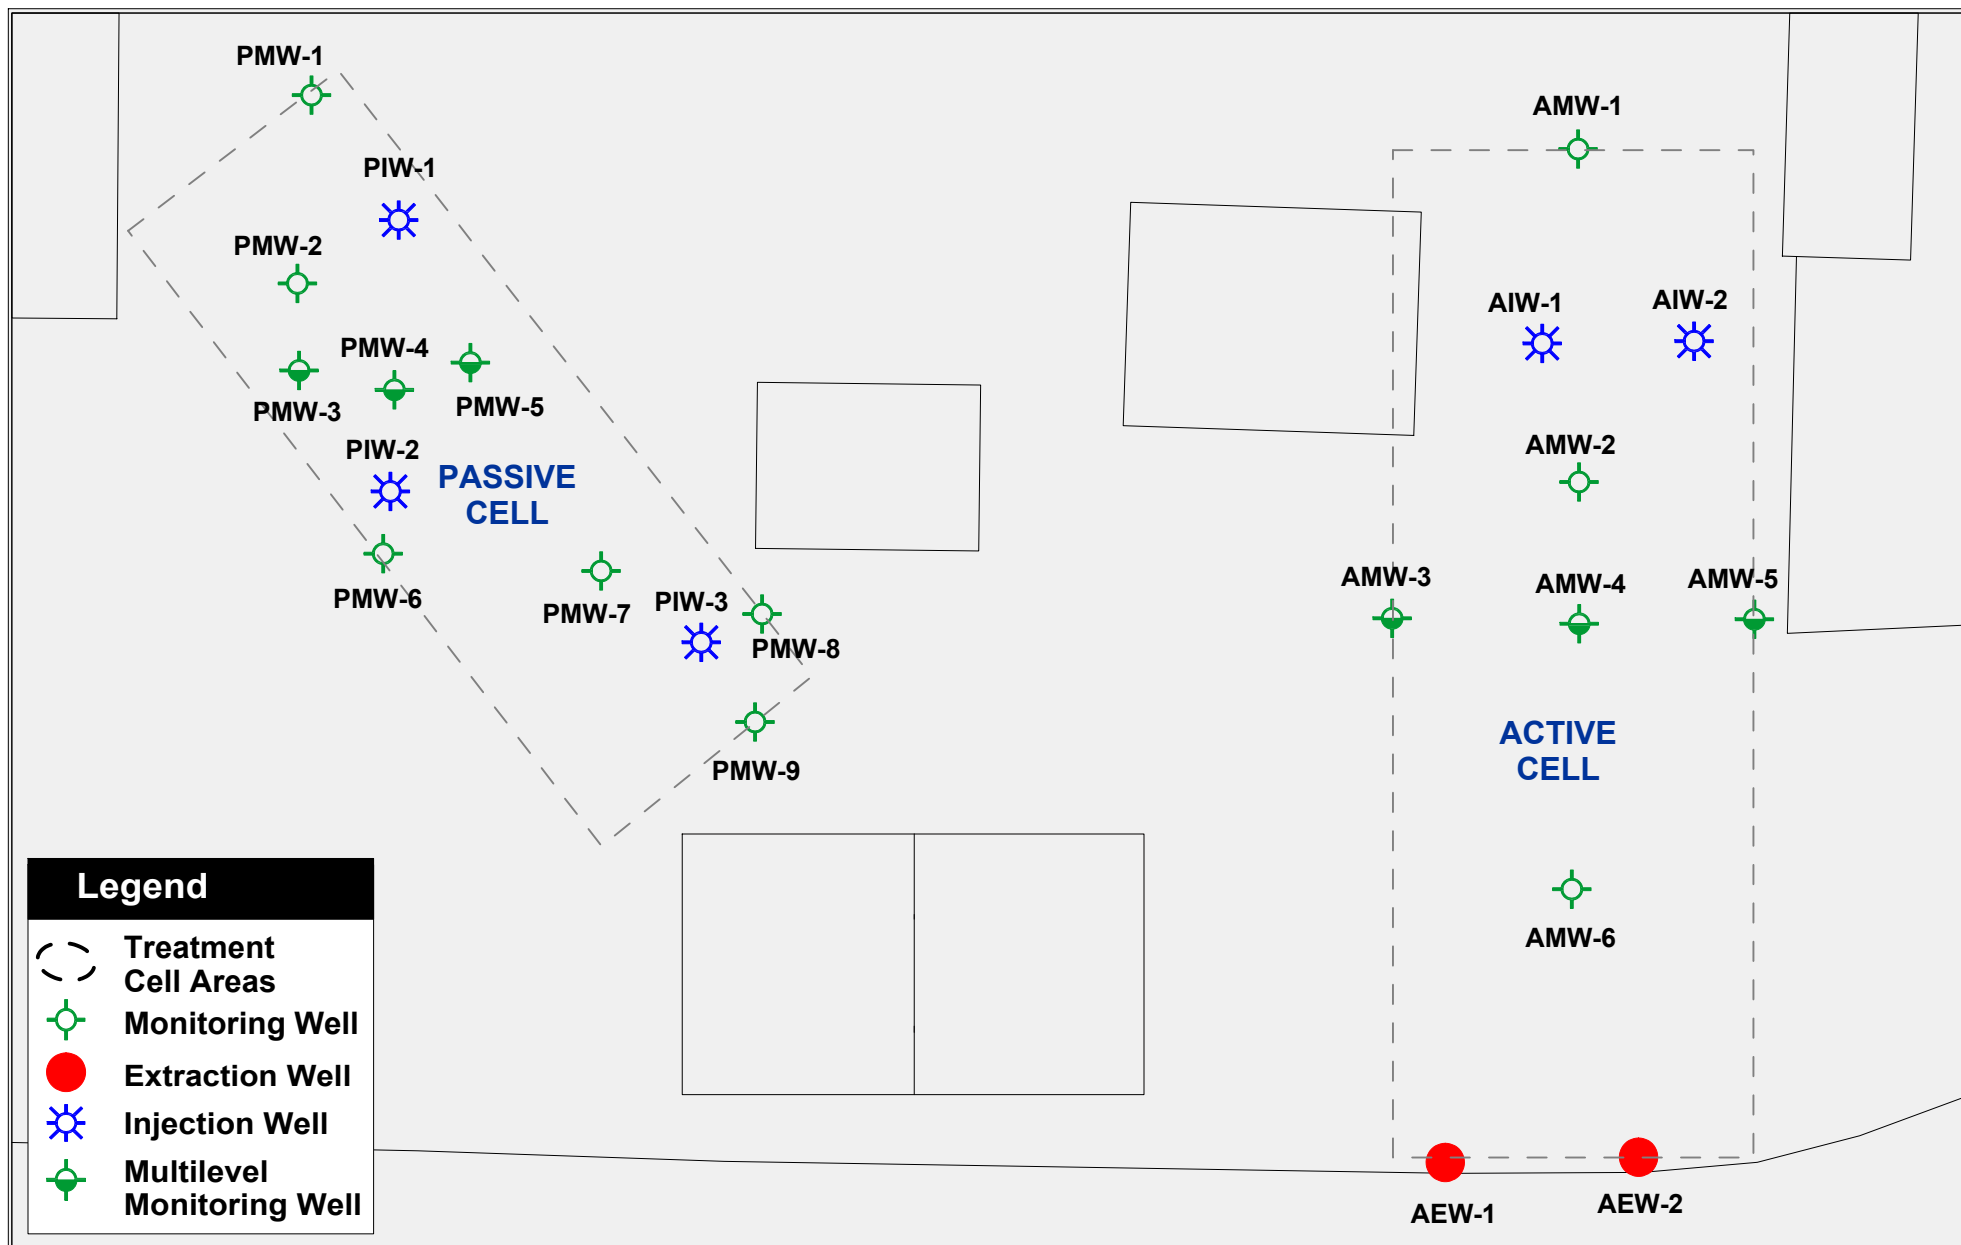 PMW-1
AMW-1
PIW-1
PMW-2
AIW-1
AIW-2
PMW-4
PMW-3
PMW-5
PIW-2
AMW-2
PASSIVE
CELL
AMW-3
AMW-4
AMW-5
PMW-6
PMW-7
PIW-3
PMW-8
ACTIVE
CELL
PMW-9
AMW-6
AEW-1
AEW-2
Legend
Treatment
Cell Areas
Monitoring Well
Extraction Well
Injection Well
Multilevel
Monitoring Well